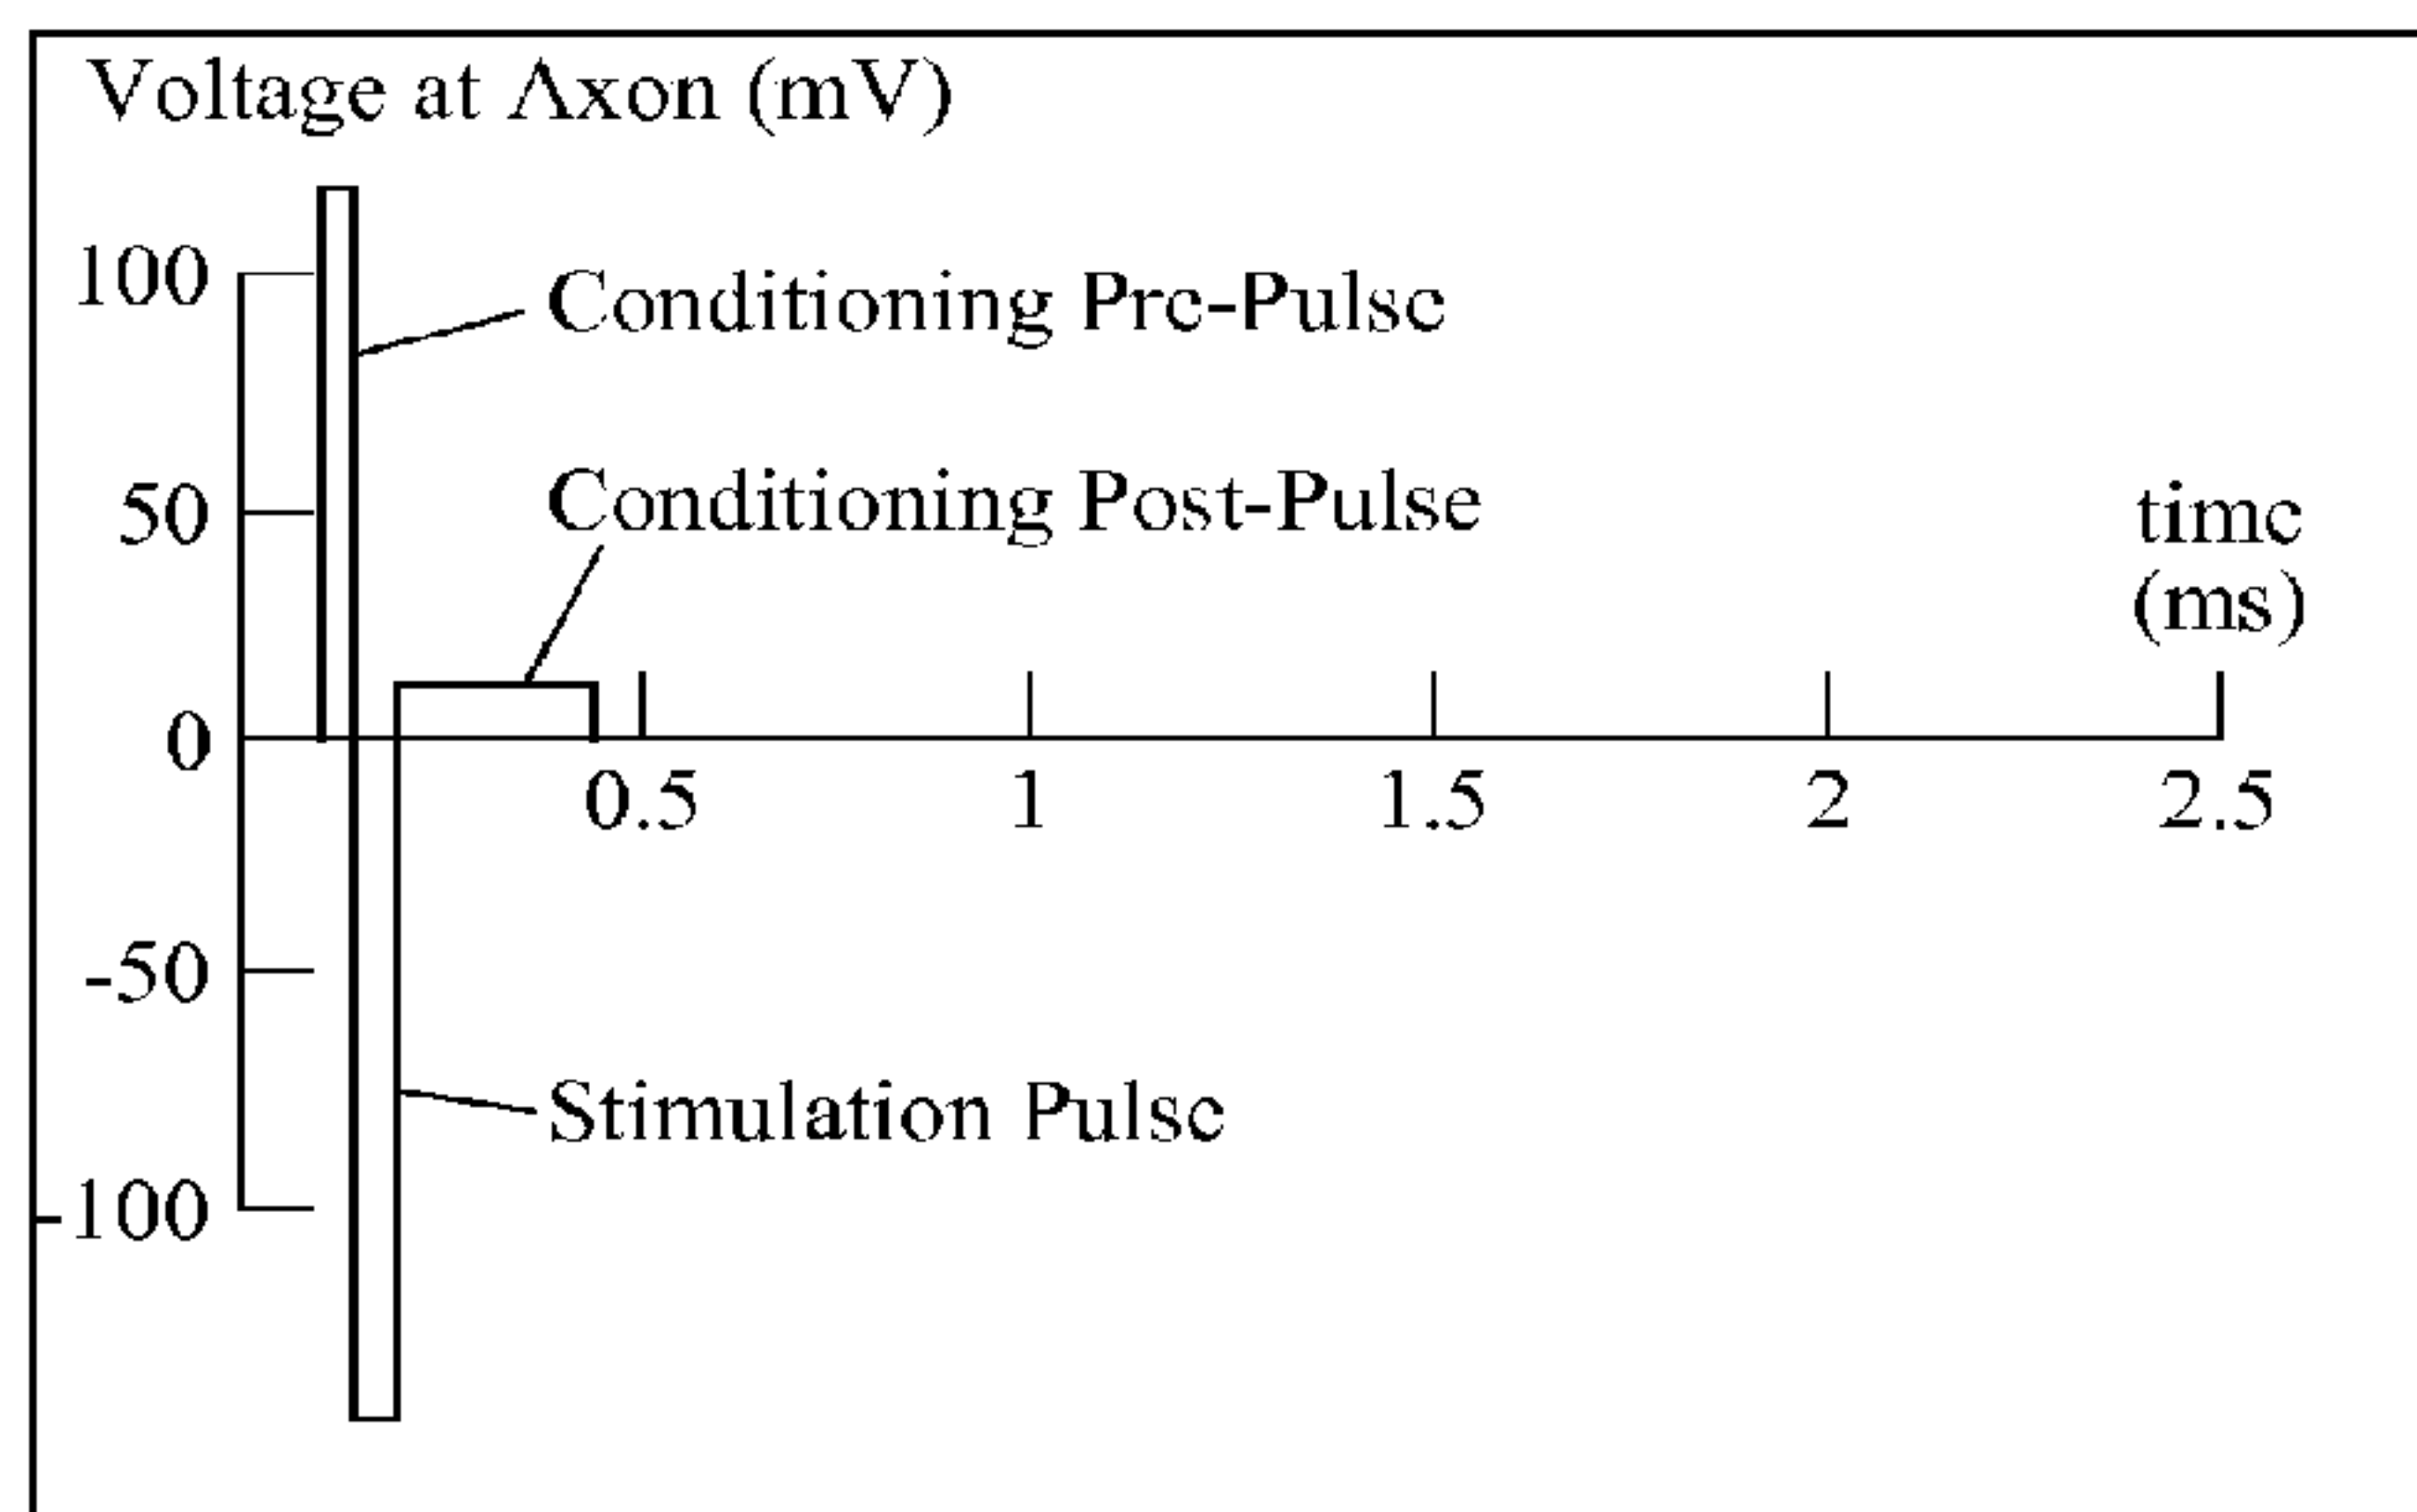 Voltage at Axon (mV)
100
Conditioning Pre-Pulse
50
Conditioning Post-Pulse
time
(ms)
0
0.5
1
1.5
2
2.5
-50
Stimulation Pulse
-100